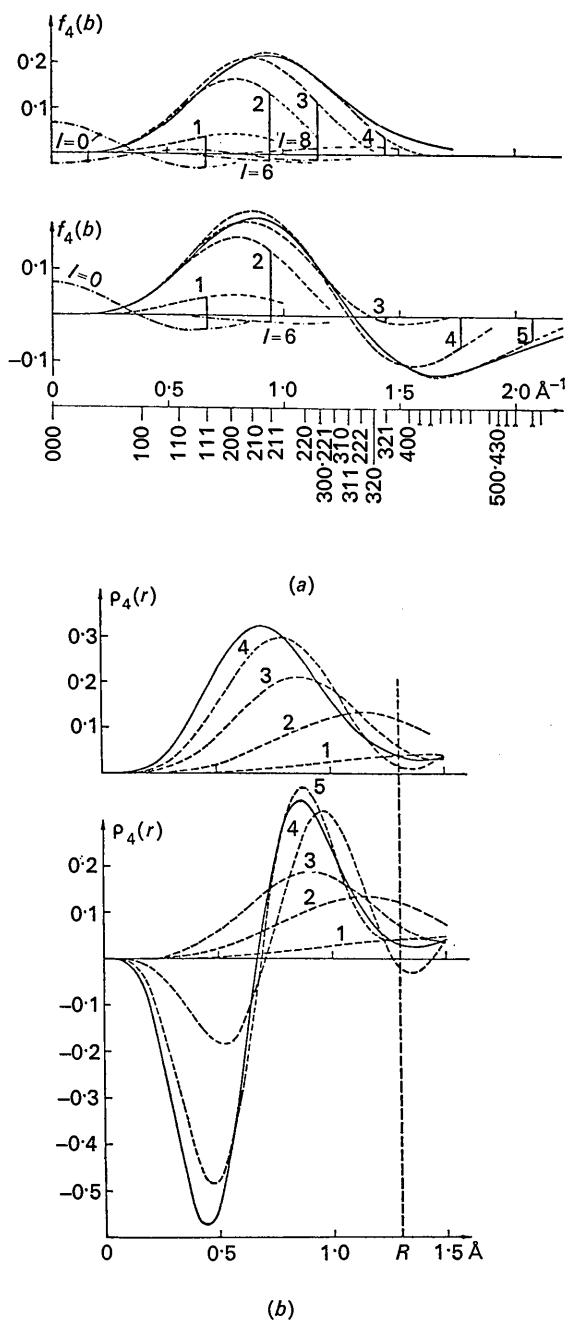 f₄(b)
0·2
0·1
l=0
1
2
3
l=8
4
l=6
f₄(b)
0·1
−0·1
l=0
1
2
l=6
3
4
5
0 0·5 1·0 1·5 2·0 Å⁻¹
000 100 110 111 200 210 211 220 300·221 310 311 222 320 321 400 500·430
(a)
ρ₄(r)
0·3
0·2
0·1
4
3
2
1
ρ₄(r)
0·2
0·1
−0·1
−0·2
−0·3
−0·4
−0·5
5
4
3
2
1
0 0·5 1·0 R 1·5 Å
(b)